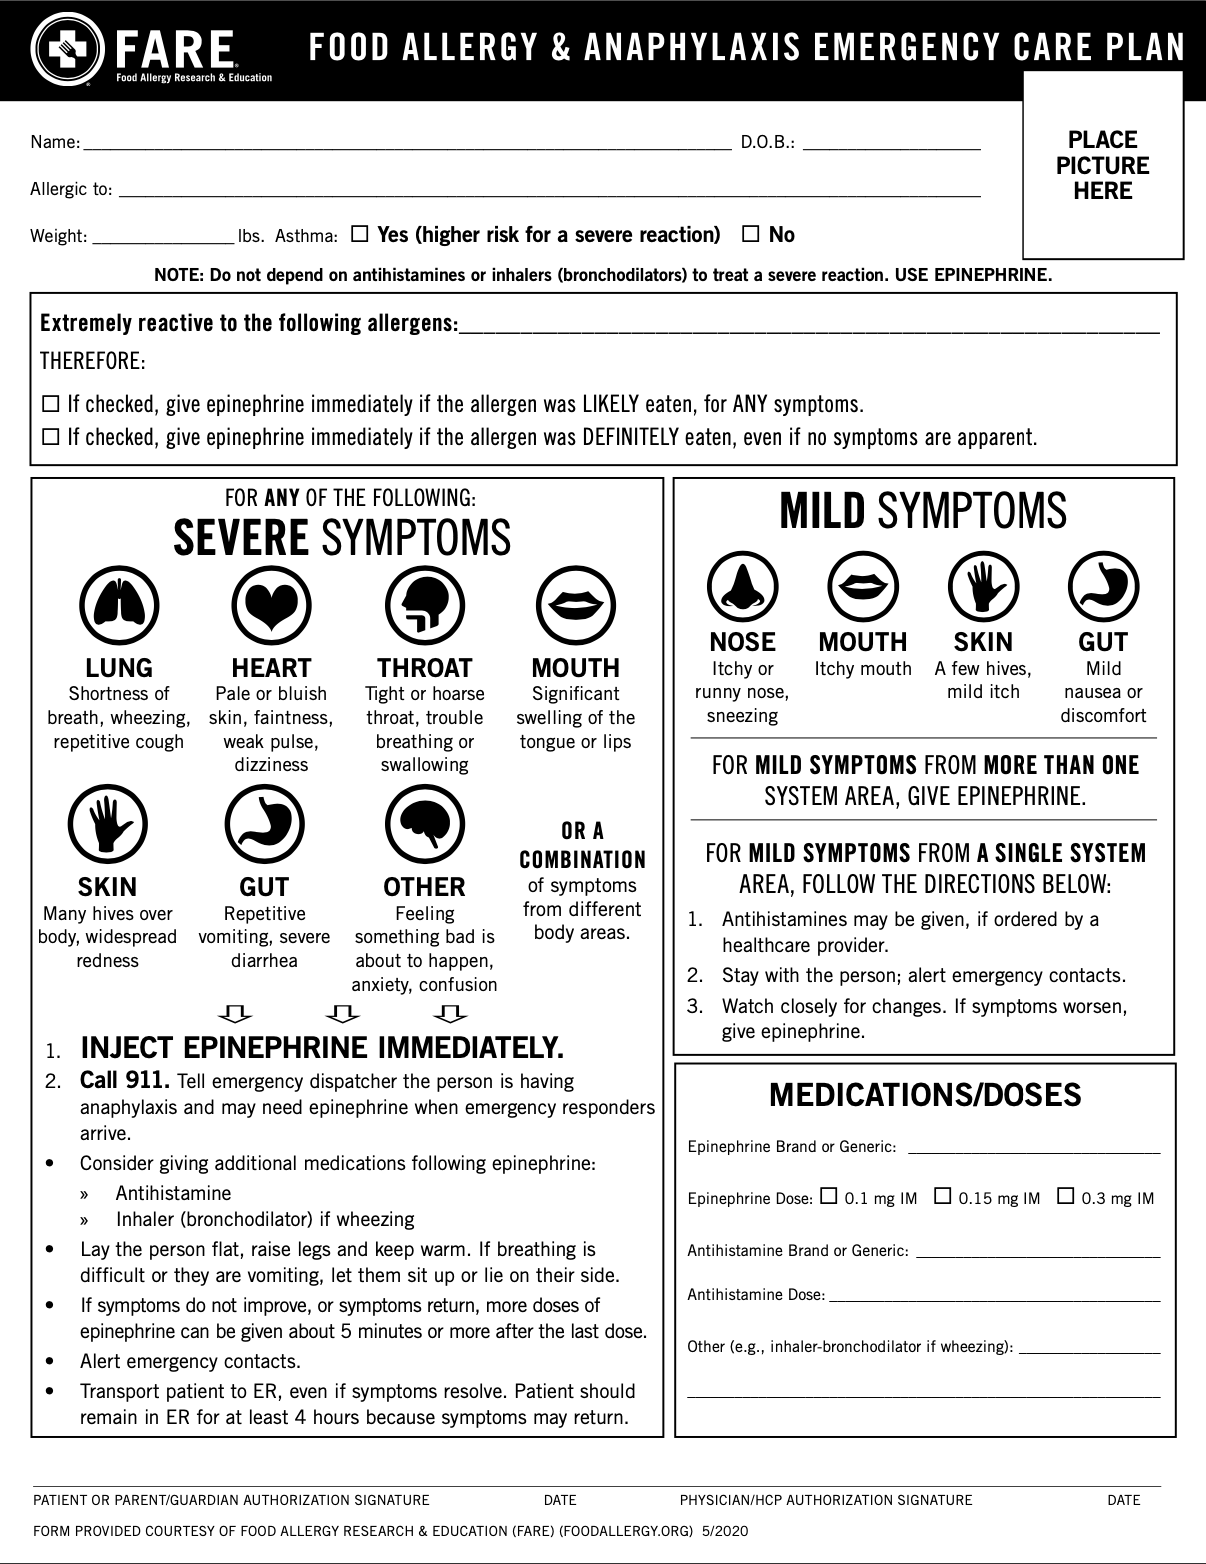 FARE®
Food Allergy Research & Education
FOOD ALLERGY & ANAPHYLAXIS EMERGENCY CARE PLAN
PLACE
PICTURE
HERE
Name: D.O.B.:
Allergic to:
Weight: lbs. Asthma: ☐ Yes (higher risk for a severe reaction) ☐ No
NOTE: Do not depend on antihistamines or inhalers (bronchodilators) to treat a severe reaction. USE EPINEPHRINE.
Extremely reactive to the following allergens:
THEREFORE:
☐ If checked, give epinephrine immediately if the allergen was LIKELY eaten, for ANY symptoms.
☐ If checked, give epinephrine immediately if the allergen was DEFINITELY eaten, even if no symptoms are apparent.
FOR ANY OF THE FOLLOWING:
SEVERE SYMPTOMS
LUNG
Shortness of
breath, wheezing,
repetitive cough
HEART
Pale or bluish
skin, faintness,
weak pulse,
dizziness
THROAT
Tight or hoarse
throat, trouble
breathing or
swallowing
MOUTH
Significant
swelling of the
tongue or lips
SKIN
Many hives over
body, widespread
redness
GUT
Repetitive
vomiting, severe
diarrhea
OTHER
Feeling
something bad is
about to happen,
anxiety, confusion
OR A
COMBINATION
of symptoms
from different
body areas.
1. INJECT EPINEPHRINE IMMEDIATELY.
2. Call 911. Tell emergency dispatcher the person is having
anaphylaxis and may need epinephrine when emergency responders
arrive.
• Consider giving additional medications following epinephrine:
» Antihistamine
» Inhaler (bronchodilator) if wheezing
• Lay the person flat, raise legs and keep warm. If breathing is
difficult or they are vomiting, let them sit up or lie on their side.
• If symptoms do not improve, or symptoms return, more doses of
epinephrine can be given about 5 minutes or more after the last dose.
• Alert emergency contacts.
• Transport patient to ER, even if symptoms resolve. Patient should
remain in ER for at least 4 hours because symptoms may return.
MILD SYMPTOMS
NOSE
Itchy or
runny nose,
sneezing
MOUTH
Itchy mouth
SKIN
A few hives,
mild itch
GUT
Mild
nausea or
discomfort
FOR MILD SYMPTOMS FROM MORE THAN ONE
SYSTEM AREA, GIVE EPINEPHRINE.
FOR MILD SYMPTOMS FROM A SINGLE SYSTEM
AREA, FOLLOW THE DIRECTIONS BELOW:
1. Antihistamines may be given, if ordered by a
healthcare provider.
2. Stay with the person; alert emergency contacts.
3. Watch closely for changes. If symptoms worsen,
give epinephrine.
MEDICATIONS/DOSES
Epinephrine Brand or Generic:
Epinephrine Dose: ☐ 0.1 mg IM ☐ 0.15 mg IM ☐ 0.3 mg IM
Antihistamine Brand or Generic:
Antihistamine Dose:
Other (e.g., inhaler-bronchodilator if wheezing):
PATIENT OR PARENT/GUARDIAN AUTHORIZATION SIGNATURE DATE PHYSICIAN/HCP AUTHORIZATION SIGNATURE DATE
FORM PROVIDED COURTESY OF FOOD ALLERGY RESEARCH & EDUCATION (FARE) (FOODALLERGY.ORG) 5/2020